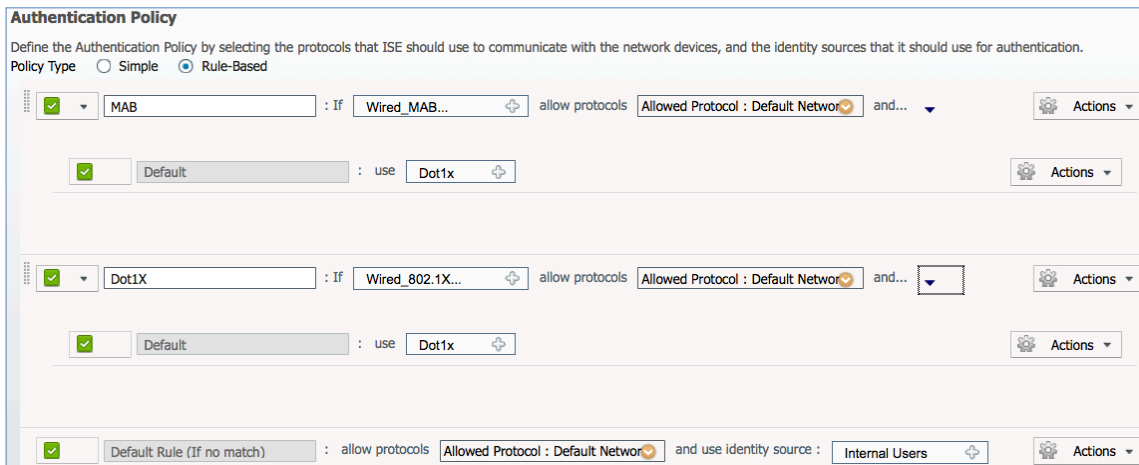 Authentication Policy
Define the Authentication Policy by selecting the protocols that ISE should use to communicate with the network devices, and the identity sources that it should use for authentication.
Policy Type Simple Rule-Based
MAB : If Wired_MAB... allow protocols Allowed Protocol : Default Networ and... Actions
Default : use Dot1x Actions
Dot1X : If Wired_802.1X... allow protocols Allowed Protocol : Default Networ and... Actions
Default : use Dot1x Actions
Default Rule (If no match) : allow protocols Allowed Protocol : Default Networ and use identity source : Internal Users Actions